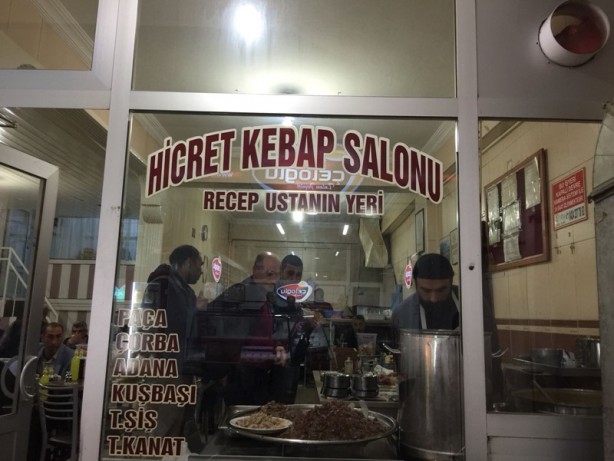 HİCRET KEBAP SALONU
RECEP USTANIN YERİ
PAÇA
ÇORBA
ADANA
KUŞBAŞI
T.ŞİŞ
T.KANAT